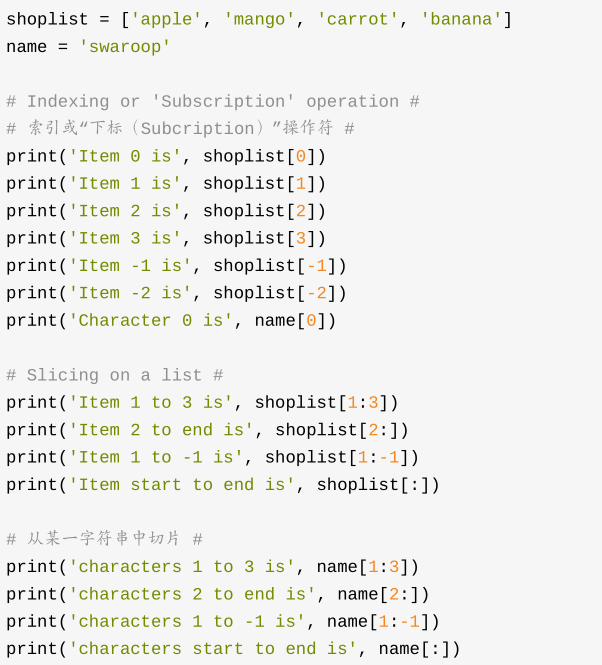 shoplist = ['apple', 'mango', 'carrot', 'banana']
name = 'swaroop'
# Indexing or 'Subscription' operation #
# 索引或“下标（Subcription）”操作符 #
print('Item 0 is', shoplist[0])
print('Item 1 is', shoplist[1])
print('Item 2 is', shoplist[2])
print('Item 3 is', shoplist[3])
print('Item -1 is', shoplist[-1])
print('Item -2 is', shoplist[-2])
print('Character 0 is', name[0])
# Slicing on a list #
print('Item 1 to 3 is', shoplist[1:3])
print('Item 2 to end is', shoplist[2:])
print('Item 1 to -1 is', shoplist[1:-1])
print('Item start to end is', shoplist[:])
# 从某一字符串中切片 #
print('characters 1 to 3 is', name[1:3])
print('characters 2 to end is', name[2:])
print('characters 1 to -1 is', name[1:-1])
print('characters start to end is', name[:])